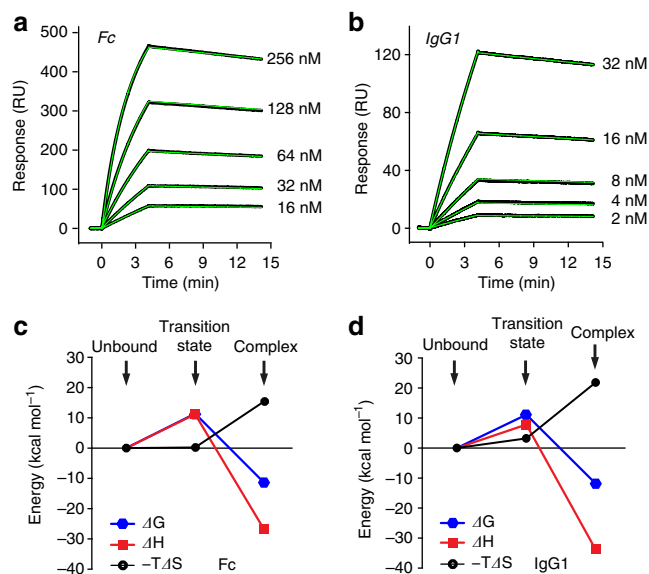 a
Fc
500
400
300
200
100
0
Response (RU)
256 nM
128 nM
64 nM
32 nM
16 nM
0 3 6 9 12 15
Time (min)
b
IgG1
120
80
40
0
Response (RU)
32 nM
16 nM
8 nM
4 nM
2 nM
0 3 6 9 12 15
Time (min)
c
Unbound
Transition
state
Complex
30
20
10
0
−10
−20
−30
−40
Energy (kcal mol⁻¹)
ΔG
ΔH
−TΔS
Fc
d
Unbound
Transition
state
Complex
30
20
10
0
−10
−20
−30
−40
Energy (kcal mol⁻¹)
ΔG
ΔH
−TΔS
IgG1